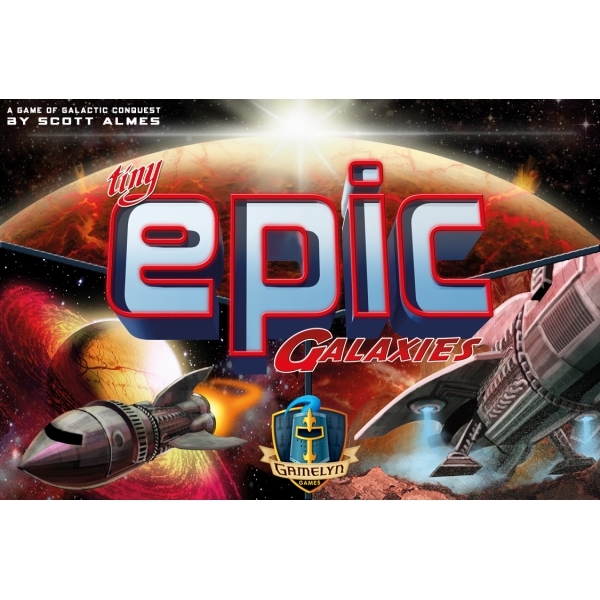 A GAME OF GALACTIC CONQUEST
BY SCOTT ALMES
tiny
epic
GALAXIES
GAMELYN
GAMES